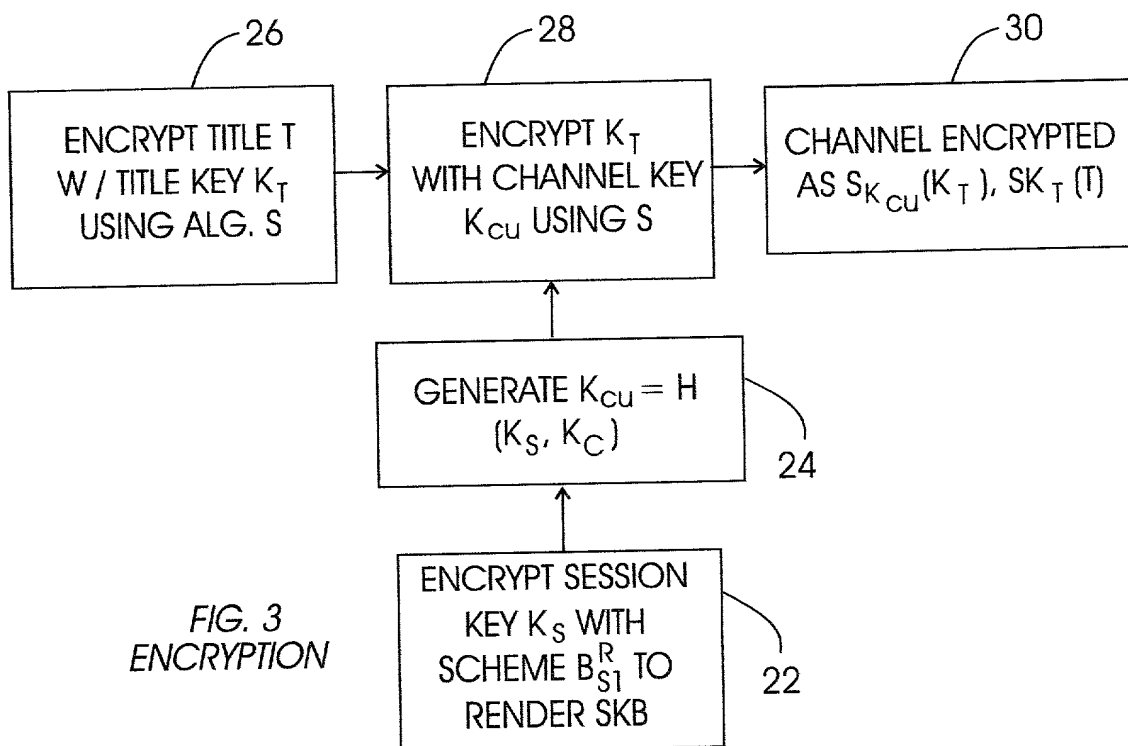 26
28
30
ENCRYPT TITLE T
W / TITLE KEY K_T
USING ALG. S
ENCRYPT K_T
WITH CHANNEL KEY
K_cu USING S
CHANNEL ENCRYPTED
AS S_K_cu(K_T), SK_T (T)
GENERATE K_cu = H
(K_S, K_C)
24
ENCRYPT SESSION
KEY K_S WITH
SCHEME B^R_S1 TO
RENDER SKB
22
FIG. 3
ENCRYPTION